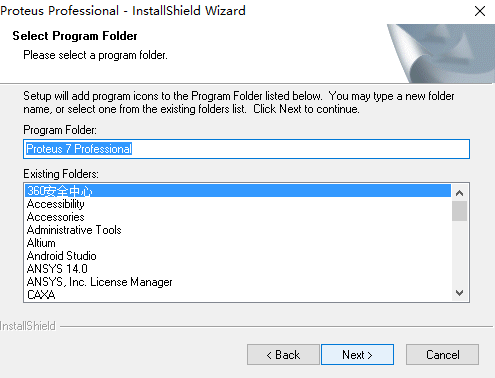 Proteus Professional - InstallShield Wizard
Select Program Folder
Please select a program folder.
Setup will add program icons to the Program Folder listed below. You may type a new folder
name, or select one from the existing folders list. Click Next to continue.
Program Folder:
Proteus 7 Professional
Existing Folders:
360安全中心
Accessibility
Accessories
Administrative Tools
Altium
Android Studio
ANSYS 14.0
ANSYS, Inc. License Manager
CAXA
InstallShield
< Back
Next >
Cancel